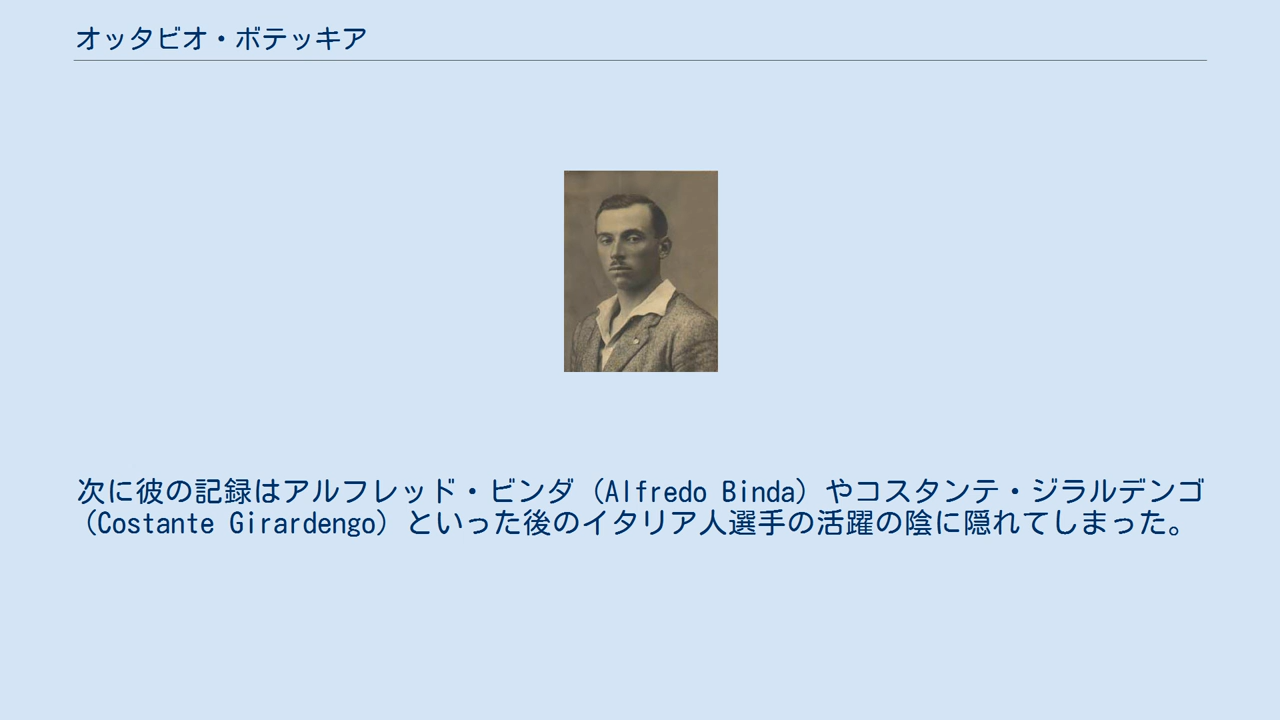 オッタビオ・ボテッキア
次に彼の記録はアルフレッド・ビンダ（Alfredo Binda）やコスタンテ・ジラルデンゴ
（Costante Girardengo）といった後のイタリア人選手の活躍の陰に隠れてしまった。